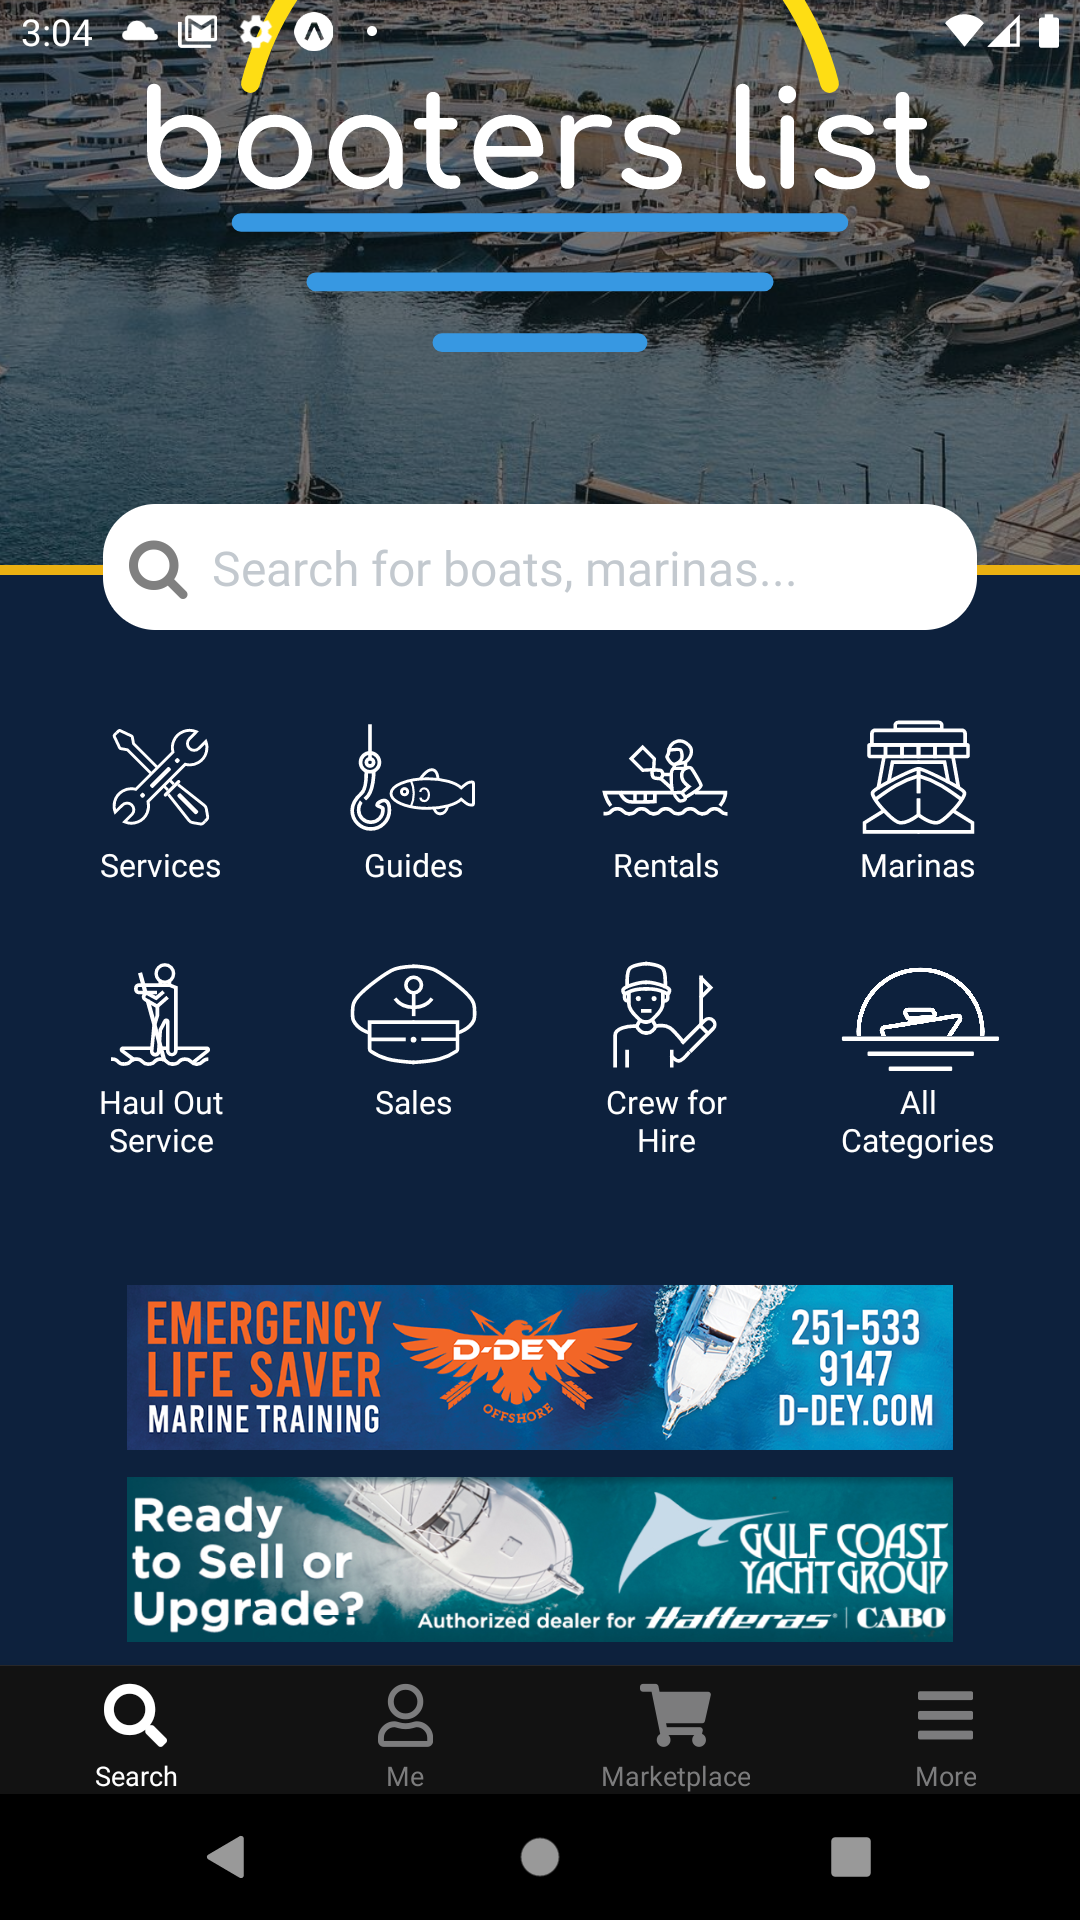 3:04
boaters list
Search for boats, marinas...
Services
Guides
Rentals
Marinas
Haul Out
Service
Sales
Crew for
Hire
All
Categories
EMERGENCY
LIFE SAVER
MARINE TRAINING
D-DEY
OFFSHORE
251-533
9147
D-DEY.COM
Ready
to Sell or
Upgrade?
GULF COAST
YACHT GROUP
Authorized dealer for Hatteras | CABO
Search
Me
Marketplace
More